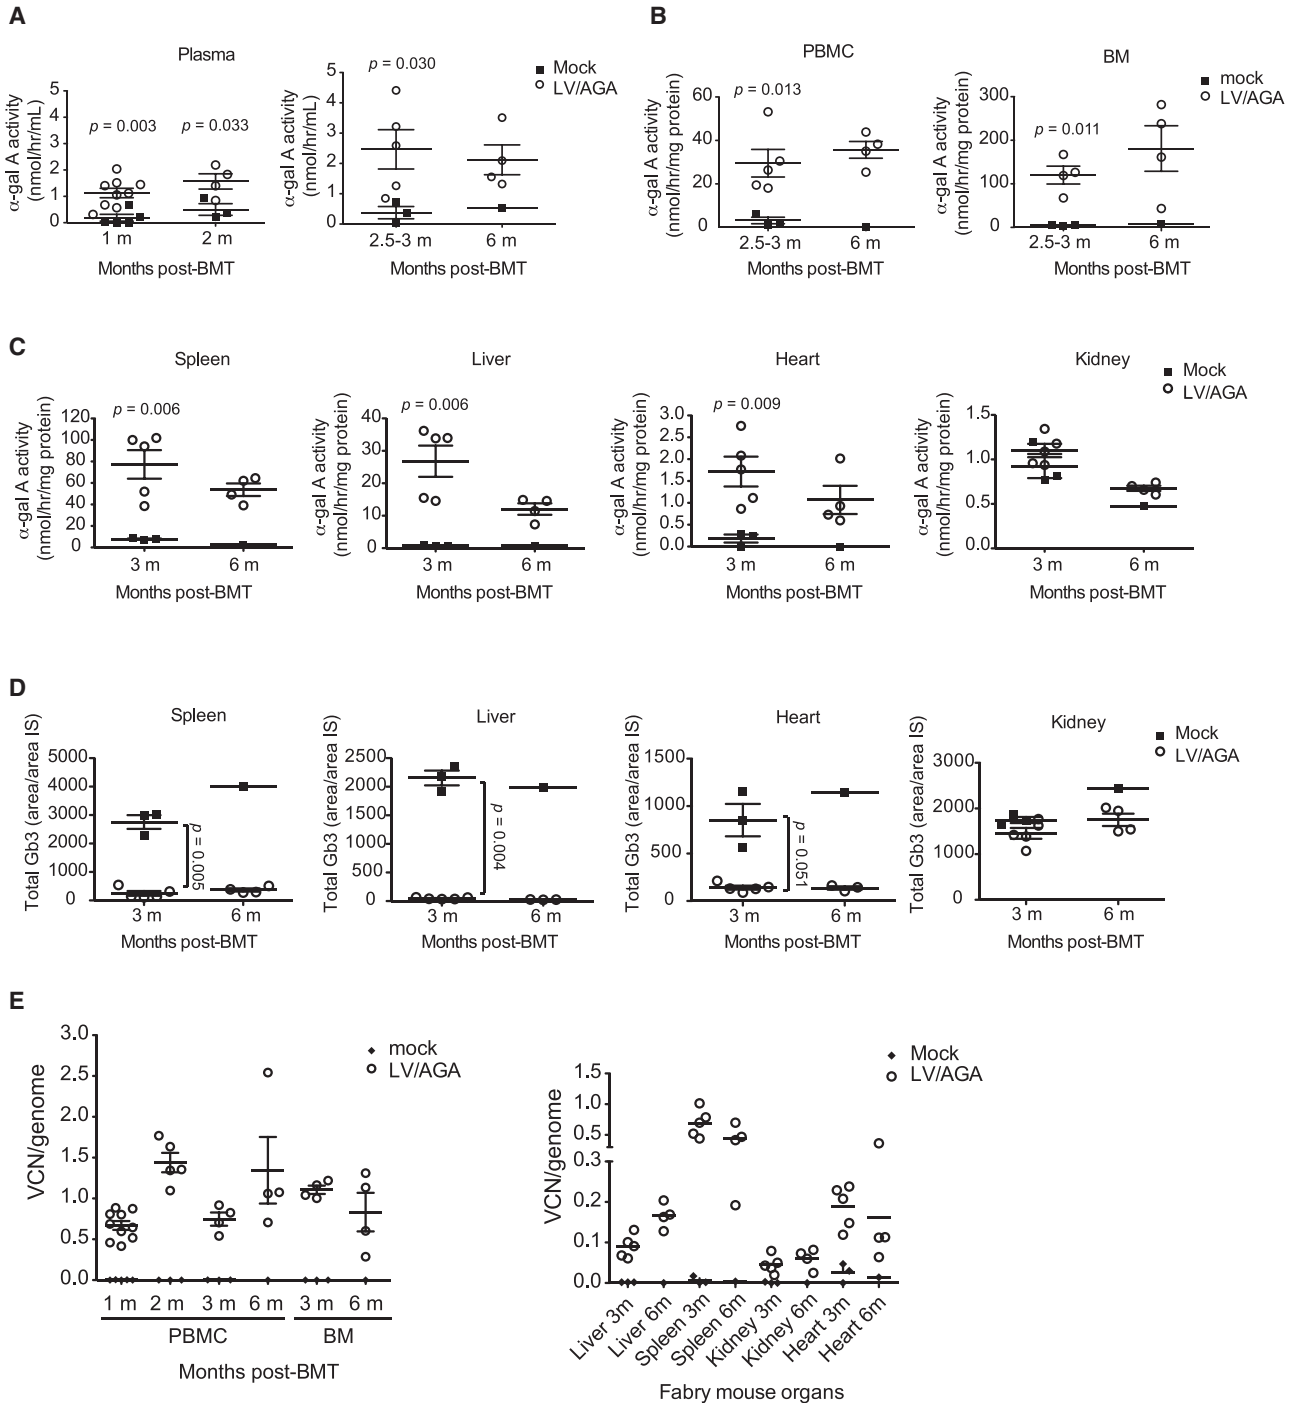 A
Plasma
α-gal A activity
(nmol/hr/mL)
5
4
3
2
1
0
p = 0.003
p = 0.033
1 m
2 m
Months post-BMT
α-gal A activity
(nmol/hr/mL)
5
4
3
2
1
0
p = 0.030
Mock
LV/AGA
2.5-3 m
6 m
Months post-BMT
B
PBMC
α-gal A activity
(nmol/hr/mg protein)
60
40
20
0
p = 0.013
2.5-3 m
6 m
Months post-BMT
BM
α-gal A activity
(nmol/hr/mg protein)
300
200
100
0
p = 0.011
mock
LV/AGA
2.5-3 m
6 m
Months post-BMT
C
Spleen
α-gal A activity
(nmol/hr/mg protein)
120
100
80
60
40
20
0
p = 0.006
3 m
6 m
Months post-BMT
Liver
α-gal A activity
(nmol/hr/mg protein)
40
30
20
10
0
p = 0.006
3 m
6 m
Months post-BMT
Heart
α-gal A activity
(nmol/hr/mg protein)
3.0
2.5
2.0
1.5
1.0
0.5
0.0
p = 0.009
3 m
6 m
Months post-BMT
Kidney
α-gal A activity
(nmol/hr/mg protein)
1.5
1.0
0.5
0.0
Mock
LV/AGA
3 m
6 m
Months post-BMT
D
Spleen
Total Gb3 (area/area IS)
5000
4000
3000
2000
1000
0
p = 0.0005
3 m
6 m
Months post-BMT
Liver
Total Gb3 (area/area IS)
2500
2000
1500
1000
500
0
p = 0.004
3 m
6 m
Months post-BMT
Heart
Total Gb3 (area/area IS)
1500
1000
500
0
p = 0.051
3 m
6 m
Months post-BMT
Kidney
Total Gb3 (area/area IS)
3000
2000
1000
0
Mock
LV/AGA
3 m
6 m
Months post-BMT
E
VCN/genome
3.0
2.5
2.0
1.5
1.0
0.5
0.0
mock
LV/AGA
1 m
2 m
3 m
6 m
3 m
6 m
PBMC
BM
Months post-BMT
VCN/genome
1.5
1.0
0.5
0.3
0.2
0.1
0.0
Mock
LV/AGA
Liver 3m
Liver 6m
Spleen 3m
Spleen 6m
Kidney 3m
Kidney 6m
Heart 3m
Heart 6m
Fabry mouse organs